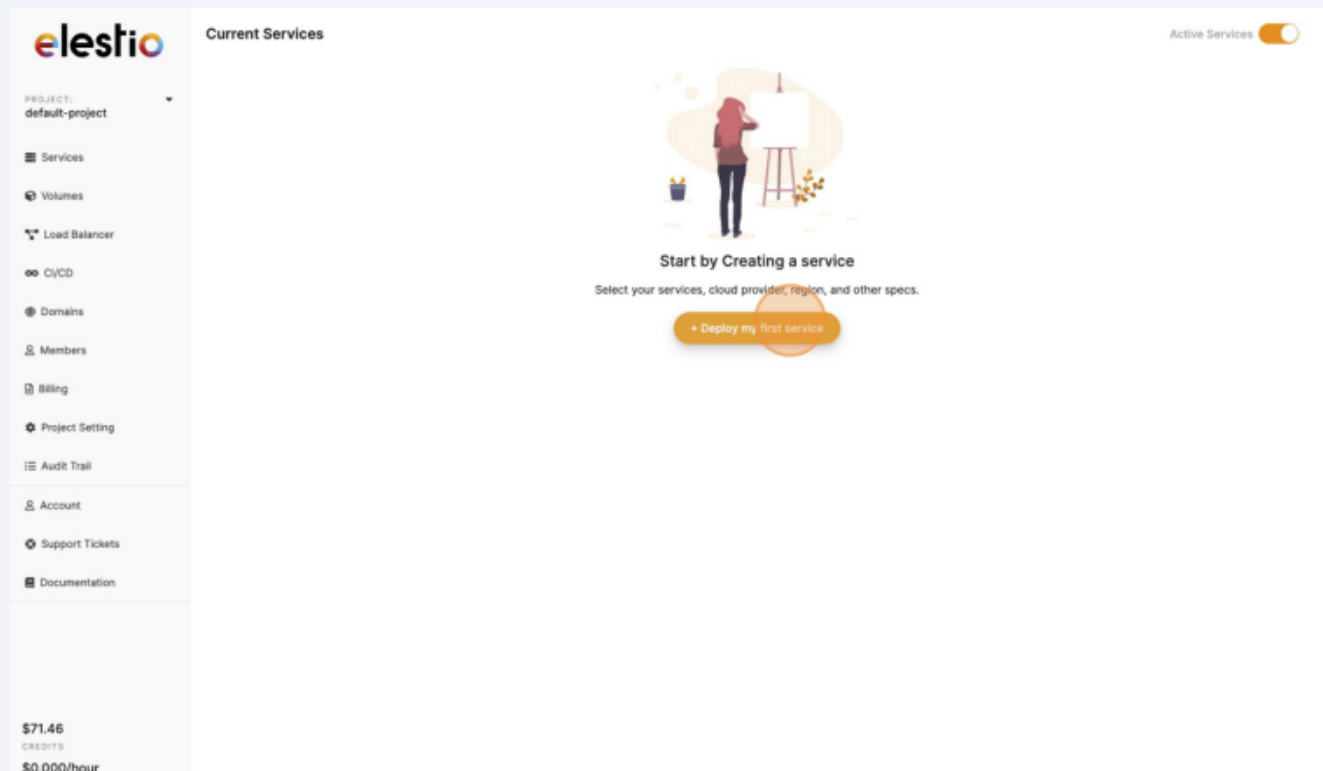 elestio
PROJECT:
default-project
Services
Volumes
Load Balancer
CI/CD
Domains
Members
Billing
Project Setting
Audit Trail
Account
Support Tickets
Documentation
$71.46
CREDITS
$0.000/hour
Current Services
Active Services
Start by Creating a service
Select your services, cloud provider, region, and other specs.
+ Deploy my first service